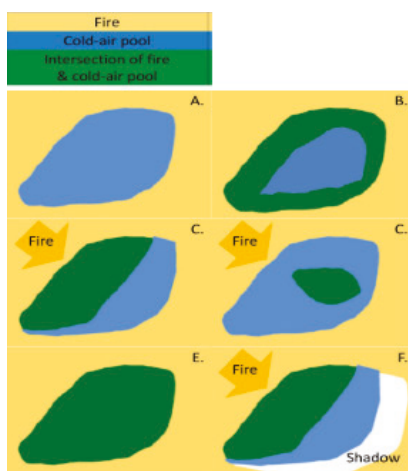 Fire
Cold-air pool
Intersection of fire
& cold-air pool
A.
B.
C.
Fire
C.
Fire
E.
F.
Fire
Shadow